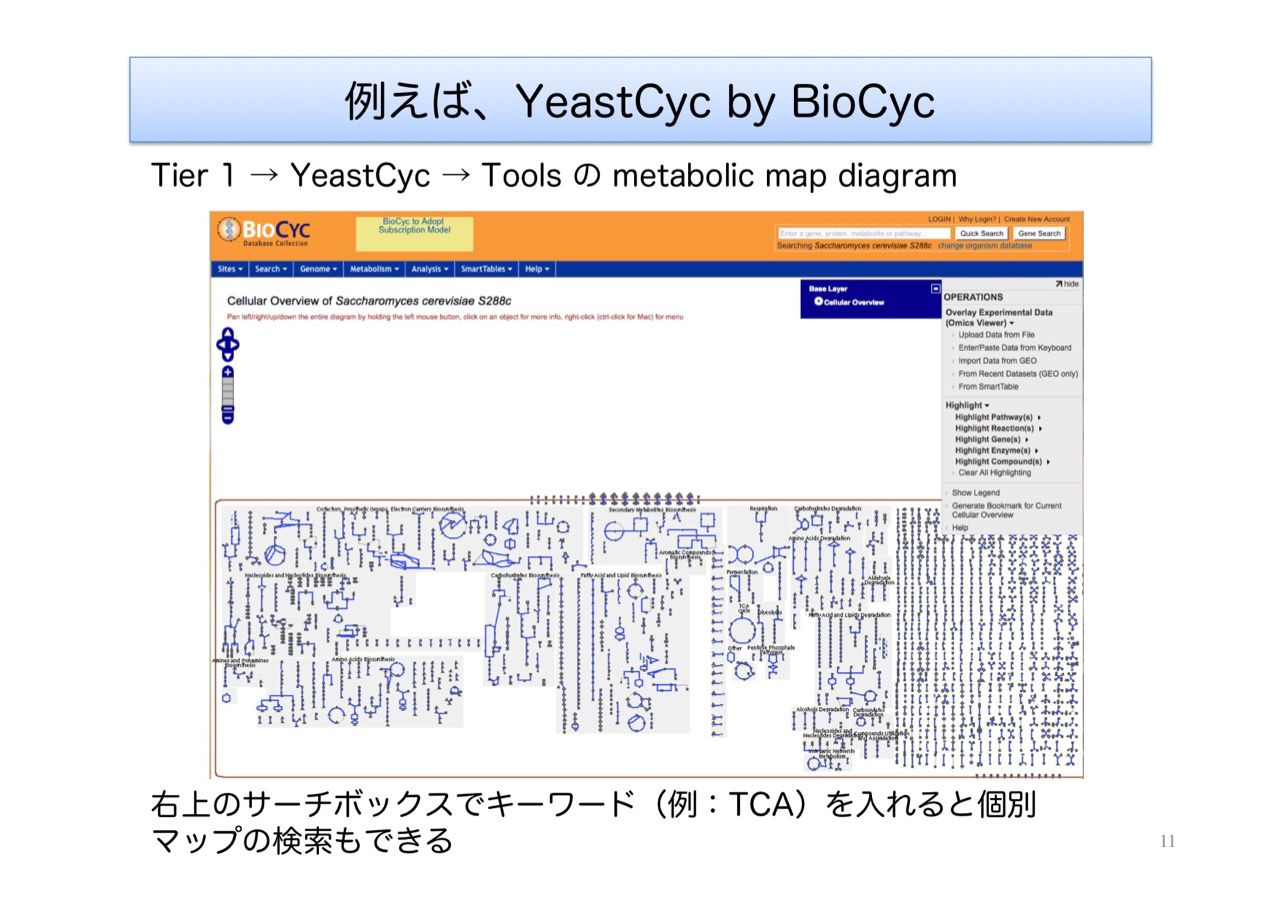 例えば、YeastCyc by BioCyc
Tier 1 → YeastCyc → Tools の metabolic map diagram
BIOCYC
Database Collection
BioCyc to Adopt
Subscription Model
LOGIN | Why Login? | Create New Account
Enter a gene, protein, metabolite or pathway...
Quick Search
Gene Search
Searching Saccharomyces cerevisiae S288c change organism database
Sites Search Genome Metabolism Analysis SmartTables Help
Cellular Overview of Saccharomyces cerevisiae S288c
Pan left/right/up/down the entire diagram by holding the left mouse button, click on an object for more info, right-click (ctrl-click for Mac) for menu
Base Layer
Cellular Overview
hide
OPERATIONS
Overlay Experimental Data
(Omics Viewer)
Upload Data from File
Enter/Paste Data from Keyboard
Import Data from GEO
From Recent Datasets (GEO only)
From SmartTable
Highlight
Highlight Pathway(s)
Highlight Reaction(s)
Highlight Gene(s)
Highlight Enzyme(s)
Highlight Compound(s)
Clear All Highlighting
Show Legend
Generate Bookmark for Current
Cellular Overview
Help
Cofactors, Prosthetic Groups, Electron Carriers Biosynthesis
Secondary Metabolites Biosynthesis
Respiration
Carbohydrates Degradation
Amino Acids Degradation
Aromatic Compounds
Biosynthesis
Nucleosides and Nucleotides Biosynthesis
Carbohydrates Biosynthesis
Fatty Acid and Lipid Biosynthesis
Fermentation
Aldehyde
Degradation
TCA
cycle
Glycolysis
Fatty Acid and Lipids Degradation
Other
Pentose Phosphate
Pathways
Amines and Polyamines
Biosynthesis
Amino Acids Biosynthesis
Alcohols Degradation
Carboxylates
Degradation
Nucleosides and
Nucleotides Degradation
Compounds Utilization
and Assimilation
Inorganic Nutrients
Metabolism
右上のサーチボックスでキーワード（例：TCA）を入れると個別
マップの検索もできる
11